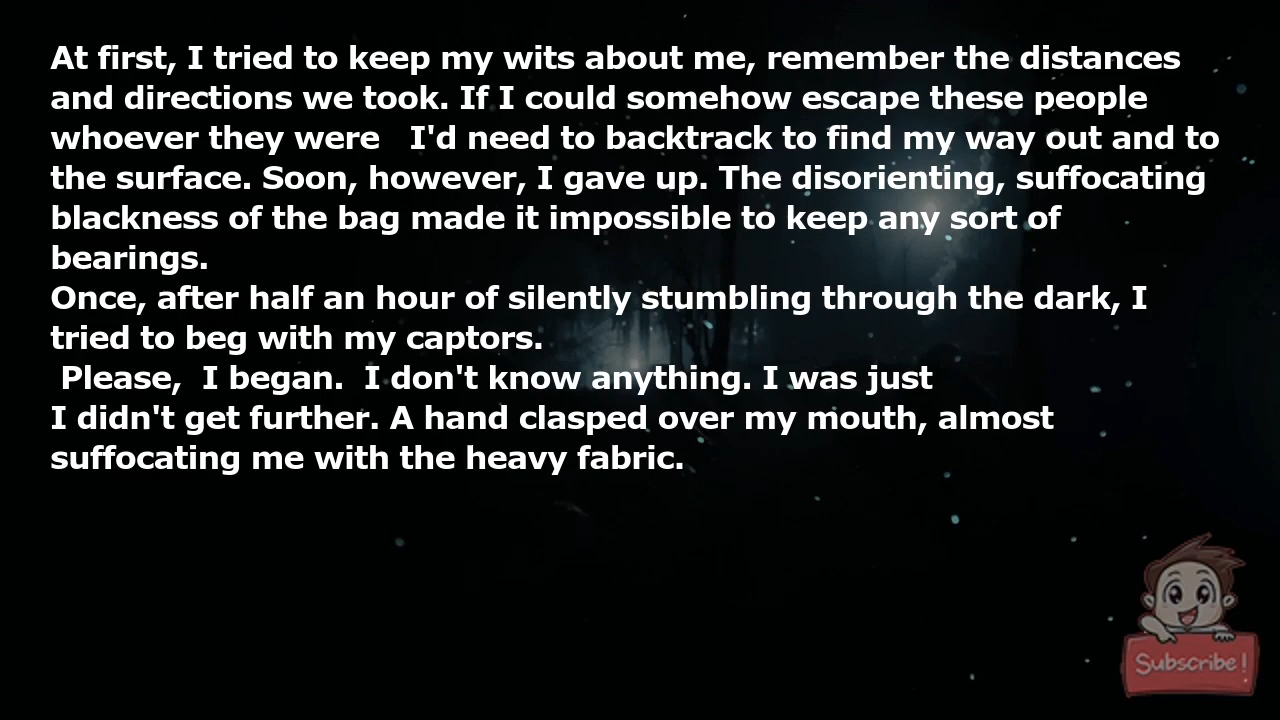 At first, I tried to keep my wits about me, remember the distances
and directions we took. If I could somehow escape these people
whoever they were   I'd need to backtrack to find my way out and to
the surface. Soon, however, I gave up. The disorienting, suffocating
blackness of the bag made it impossible to keep any sort of
bearings.
Once, after half an hour of silently stumbling through the dark, I
tried to beg with my captors.
 Please,  I began.  I don't know anything. I was just
I didn't get further. A hand clasped over my mouth, almost
suffocating me with the heavy fabric.
Subscribe!